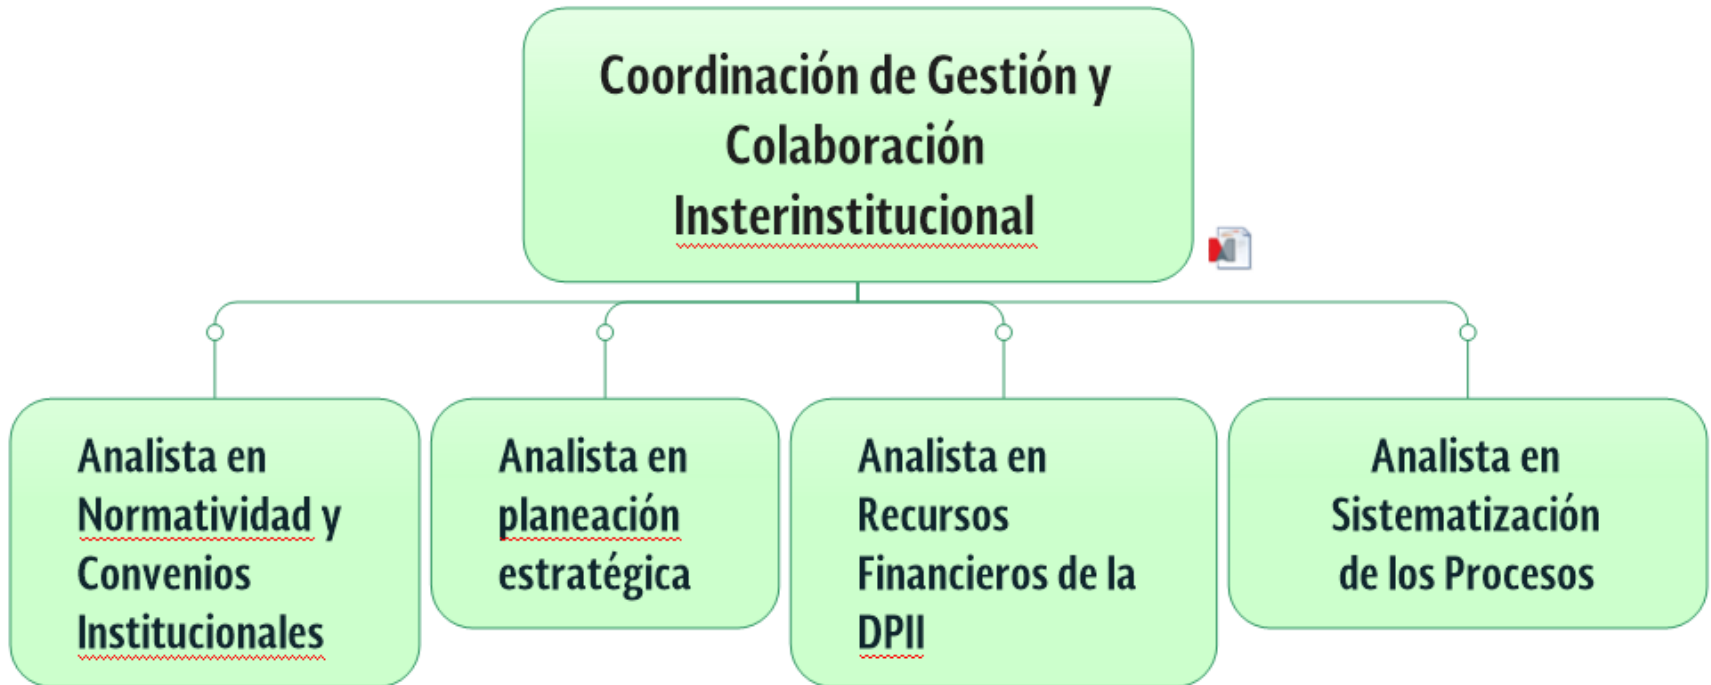 Coordinación de Gestión y
Colaboración
Insterinstitucional
Analista en
Normatividad y
Convenios
Institucionales
Analista en
planeación
estratégica
Analista en
Recursos
Financieros de la
DPII
Analista en
Sistematización
de los Procesos